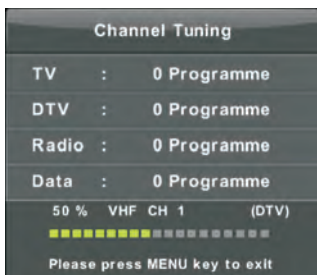 Channel Tuning
TV : 0 Programme
DTV : 0 Programme
Radio : 0 Programme
Data : 0 Programme
50 % VHF CH 1 (DTV)
Please press MENU key to exit